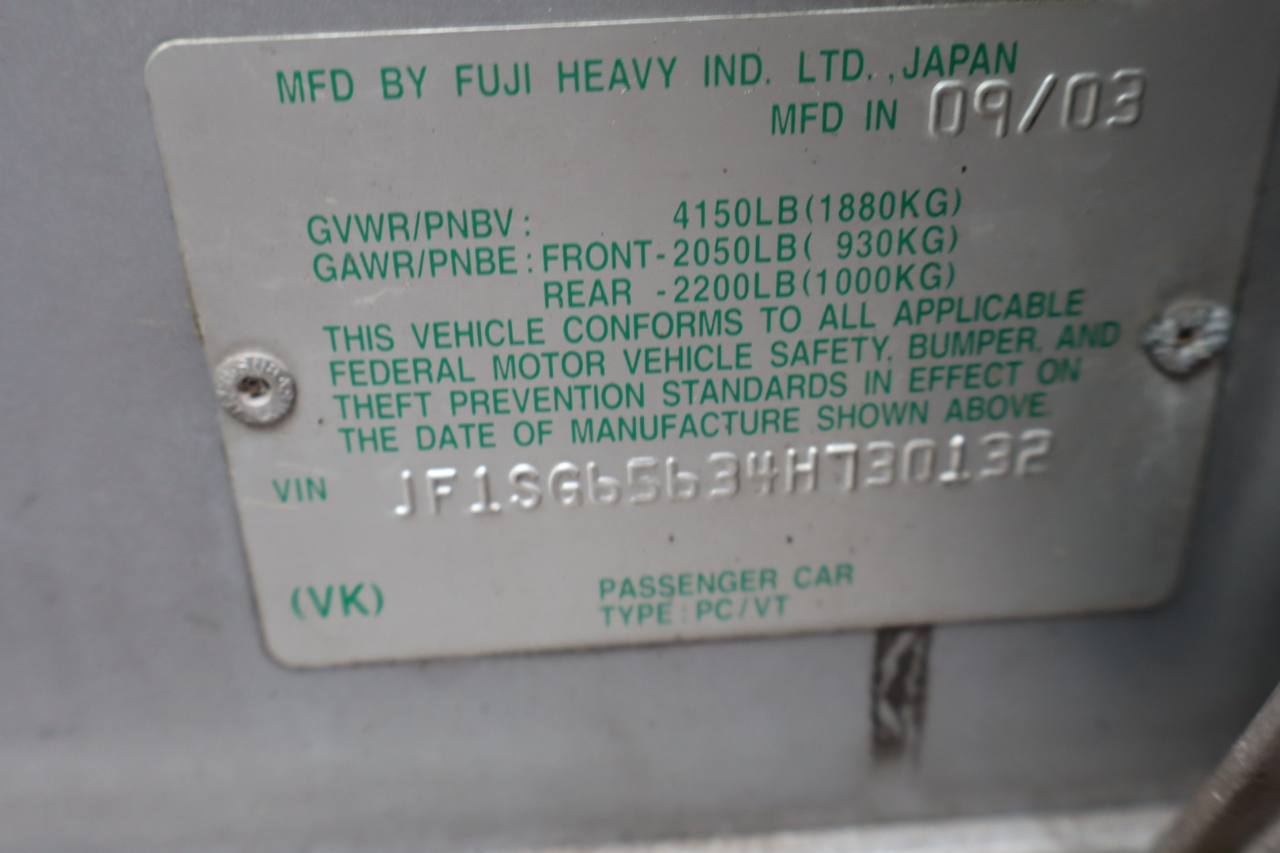 MFD BY FUJI HEAVY IND. LTD.,JAPAN
MFD IN 09/03
GVWR/PNBV: 4150LB(1880KG)
GAWR/PNBE:FRONT-2050LB( 930KG)
REAR -2200LB(1000KG)
THIS VEHICLE CONFORMS TO ALL APPLICABLE
FEDERAL MOTOR VEHICLE SAFETY, BUMPER, AND
THEFT PREVENTION STANDARDS IN EFFECT ON
THE DATE OF MANUFACTURE SHOWN ABOVE.
VIN JF1SG65634H730132
(VK)
PASSENGER CAR
TYPE:PC/VT